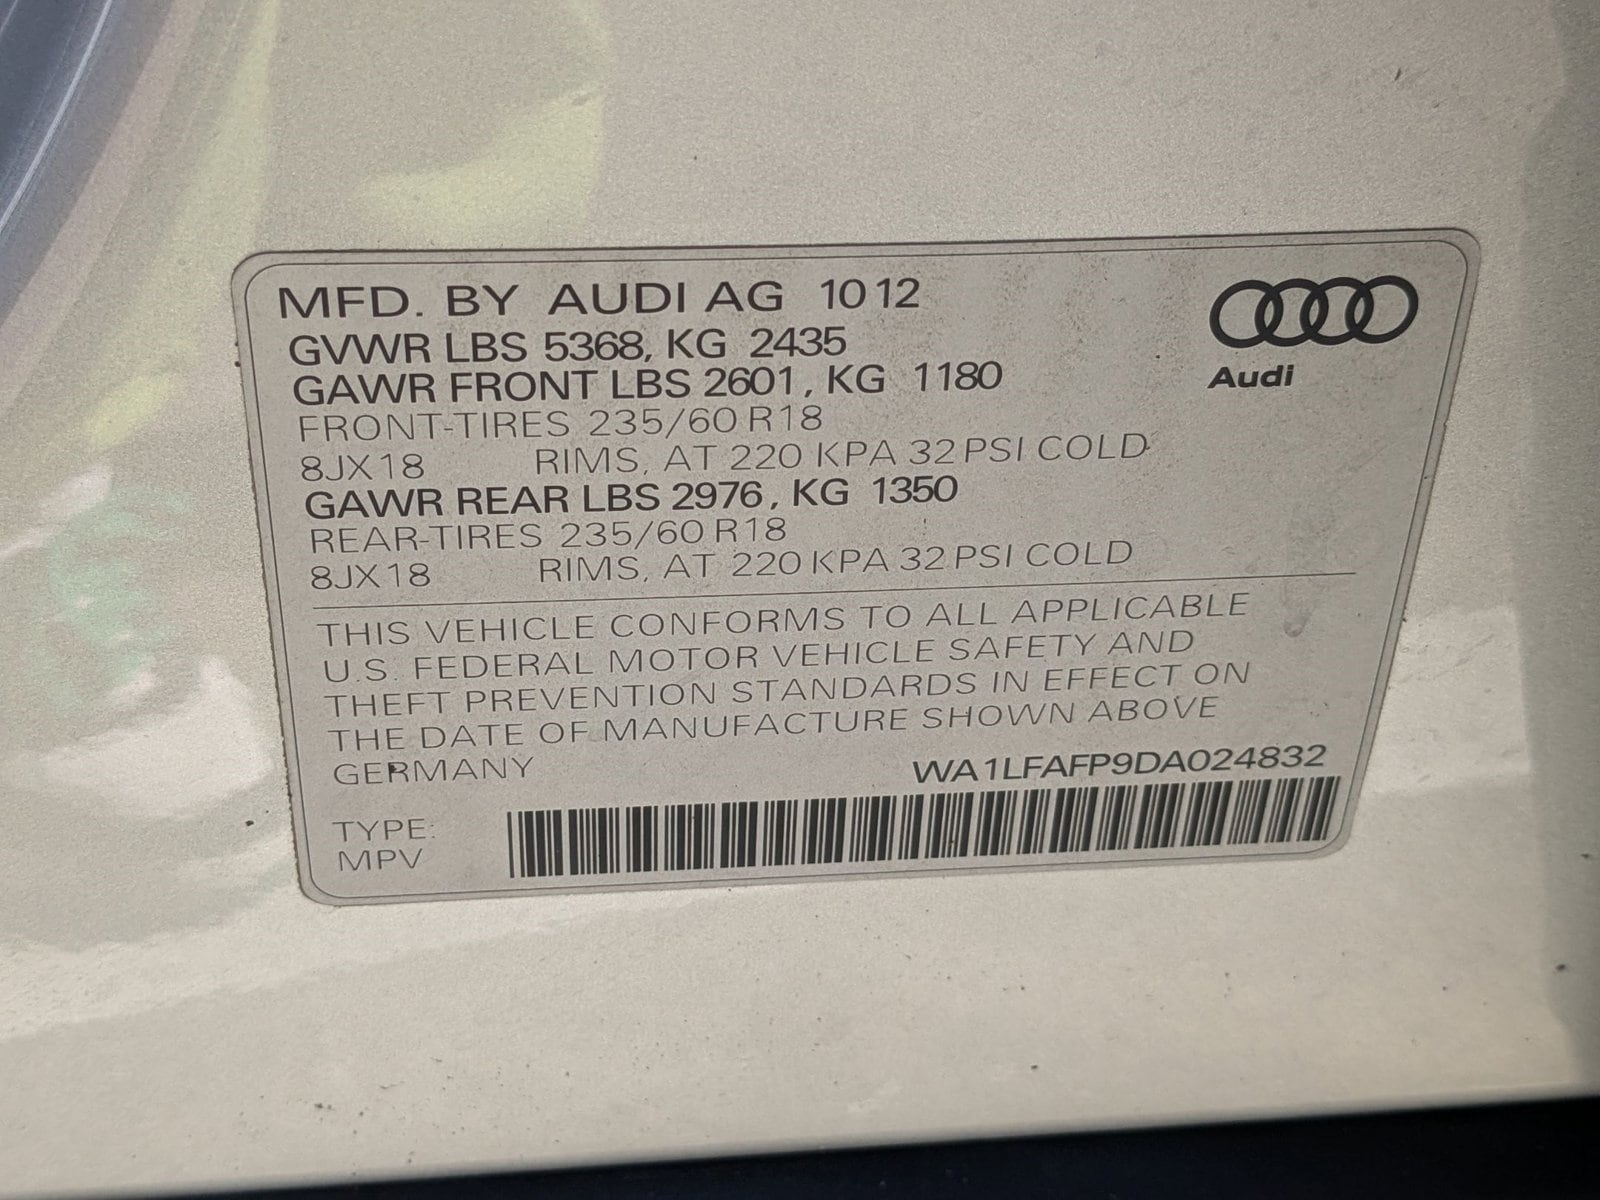 MFD. BY AUDI AG 10 12
GVWR LBS 5368, KG 2435
GAWR FRONT LBS 2601, KG 1180
FRONT-TIRES 235/60 R18
8JX18 RIMS, AT 220 KPA 32 PSI COLD
GAWR REAR LBS 2976, KG 1350
REAR-TIRES 235/60 R18
8JX18 RIMS, AT 220 KPA 32 PSI COLD
Audi
THIS VEHICLE CONFORMS TO ALL APPLICABLE
U.S. FEDERAL MOTOR VEHICLE SAFETY AND
THEFT PREVENTION STANDARDS IN EFFECT ON
THE DATE OF MANUFACTURE SHOWN ABOVE
GERMANY WA1LFAFP9DA024832
TYPE:
MPV